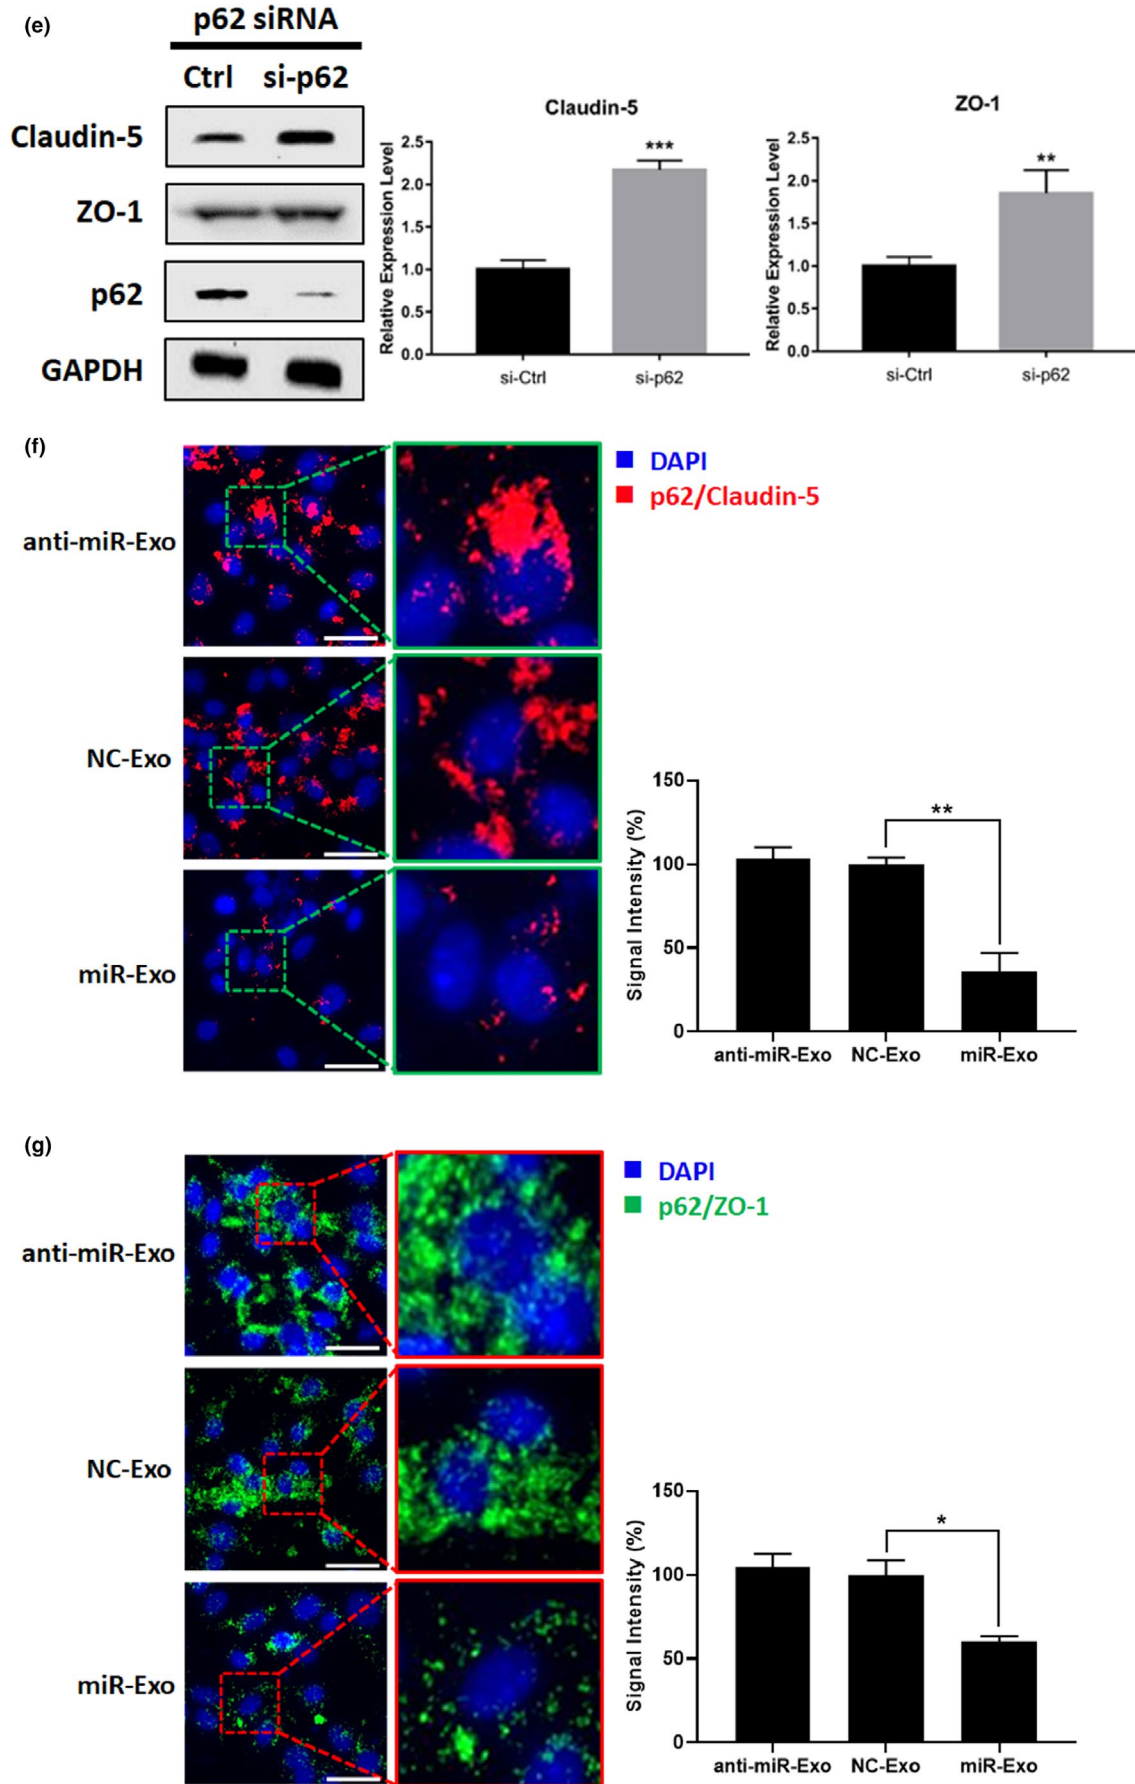 (e)
p62 siRNA
Ctrl si-p62
Claudin-5
ZO-1
p62
GAPDH
Claudin-5
Relative Expression Level
2.5
2.0
1.5
1.0
0.5
0.0
***
si-Ctrl si-p62
ZO-1
Relative Expression Level
2.5
2.0
1.5
1.0
0.5
0.0
**
si-Ctrl si-p62
(f)
anti-miR-Exo
NC-Exo
miR-Exo
DAPI
p62/Claudin-5
Signal Intensity (%)
150
100
50
0
**
anti-miR-Exo NC-Exo miR-Exo
(g)
anti-miR-Exo
NC-Exo
miR-Exo
DAPI
p62/ZO-1
Signal Intensity (%)
150
100
50
0
*
anti-miR-Exo NC-Exo miR-Exo